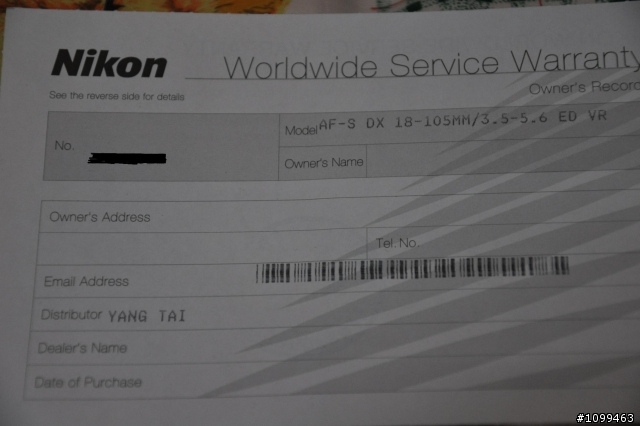 Nikon Worldwide Service Warranty
See the reverse side for details
Owner's Record
No.
Model AF-S DX 18-105MM/3.5-5.6 ED VR
Owner's Name
Owner's Address
Tel. No.
Email Address
Distributor YANG TAI
Dealer's Name
Date of Purchase
#1099463